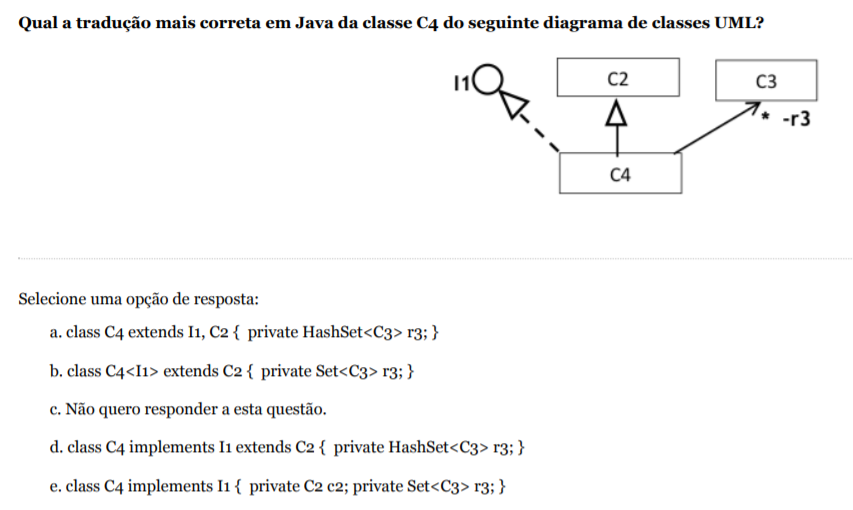 Qual a tradução mais correta em Java da classe C4 do seguinte diagrama de classes UML?
I1
C2
C3
* -r3
C4
Selecione uma opção de resposta:
a. class C4 extends I1, C2 { private HashSet<C3> r3; }
b. class C4<I1> extends C2 { private Set<C3> r3; }
c. Não quero responder a esta questão.
d. class C4 implements I1 extends C2 { private HashSet<C3> r3; }
e. class C4 implements I1 { private C2 c2; private Set<C3> r3; }